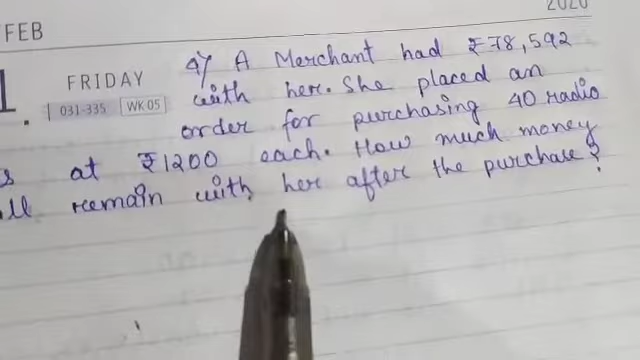 2020
FEB
FRIDAY
031-335 WK 05
4) A Merchant had ₹78,592
with her. She placed an
order for purchasing 40 radio
s at ₹1200 each. How much money
ll remain with her after the purchase?